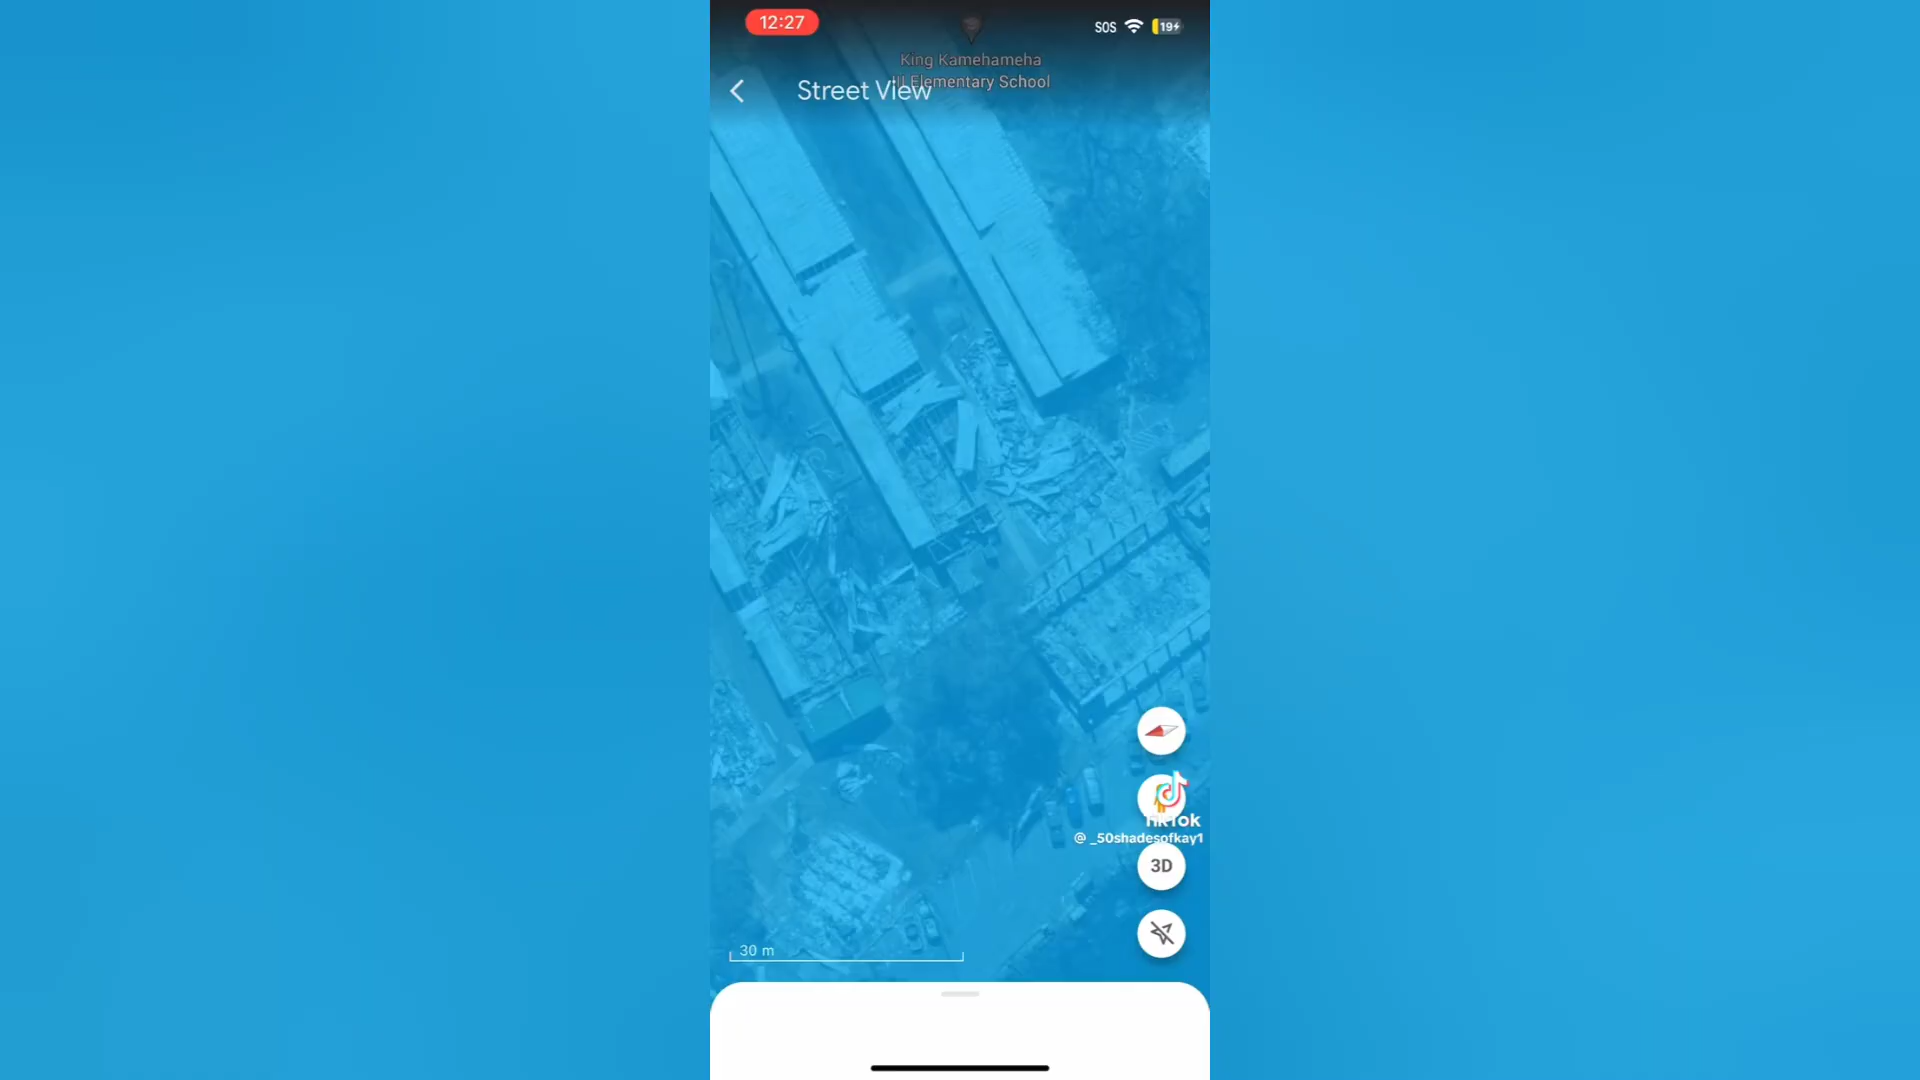 12:27
SOS
19
King Kamehameha
III Elementary School
Street View
TikTok
@ _50shadesofkay1
3D
30 m